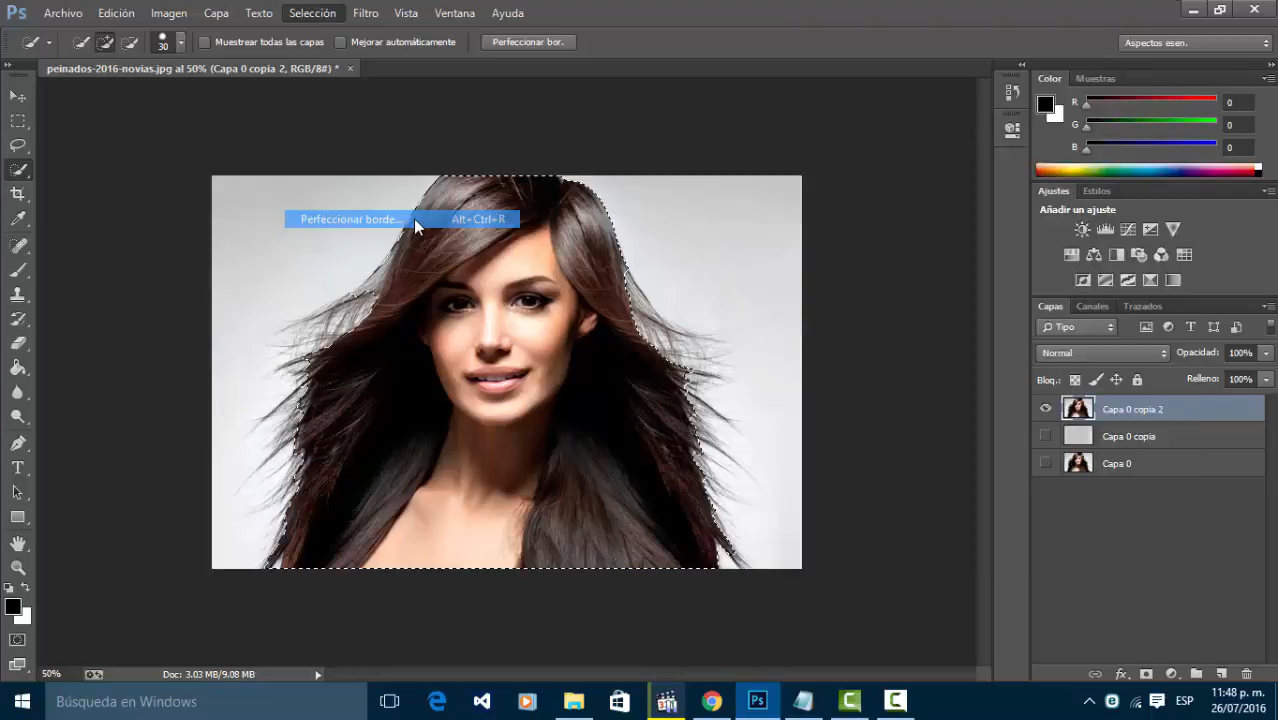 Ps Archivo Edición Imagen Capa Texto Selección Filtro Vista Ventana Ayuda
30 Muestrear todas las capas Mejorar automáticamente Perfeccionar bor. Aspectos esen.
peinados-2016-novias.jpg al 50% (Capa 0 copia 2, RGB/8#) * ×
Color Muestras
R 0
G 0
B 0
Ajustes Estilos
Añadir un ajuste
Perfeccionar borde... Alt+Ctrl+R
Capas Canales Trazados
Tipo
Normal Opacidad: 100%
Bloq.: Relleno: 100%
Capa 0 copia 2
Capa 0 copia
Capa 0
50% Doc: 3.03 MB/9.08 MB
Búsqueda en Windows
Ps
ESP
11:48 p. m.
26/07/2016